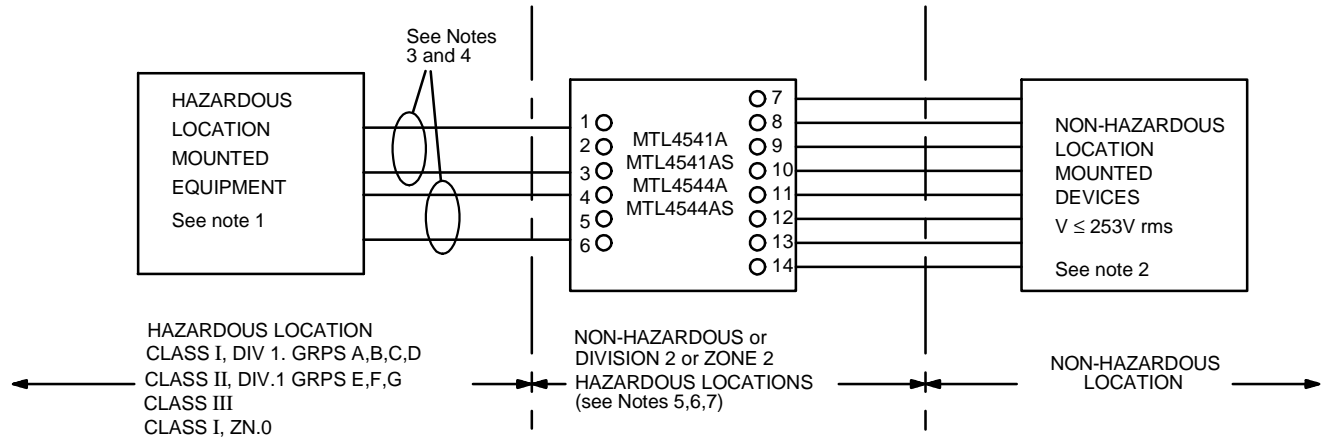 See Notes
3 and 4
HAZARDOUS
LOCATION
MOUNTED
EQUIPMENT
See note 1
1
2
3
4
5
6
MTL4541A
MTL4541AS
MTL4544A
MTL4544AS
7
8
9
10
11
12
13
14
NON-HAZARDOUS
LOCATION
MOUNTED
DEVICES
V ≤ 253V rms
See note 2
HAZARDOUS LOCATION
CLASS I, DIV 1. GRPS A,B,C,D
CLASS II, DIV.1 GRPS E,F,G
CLASS III
CLASS I, ZN.0
NON-HAZARDOUS or
DIVISION 2 or ZONE 2
HAZARDOUS LOCATIONS
(see Notes 5,6,7)
NON-HAZARDOUS
LOCATION